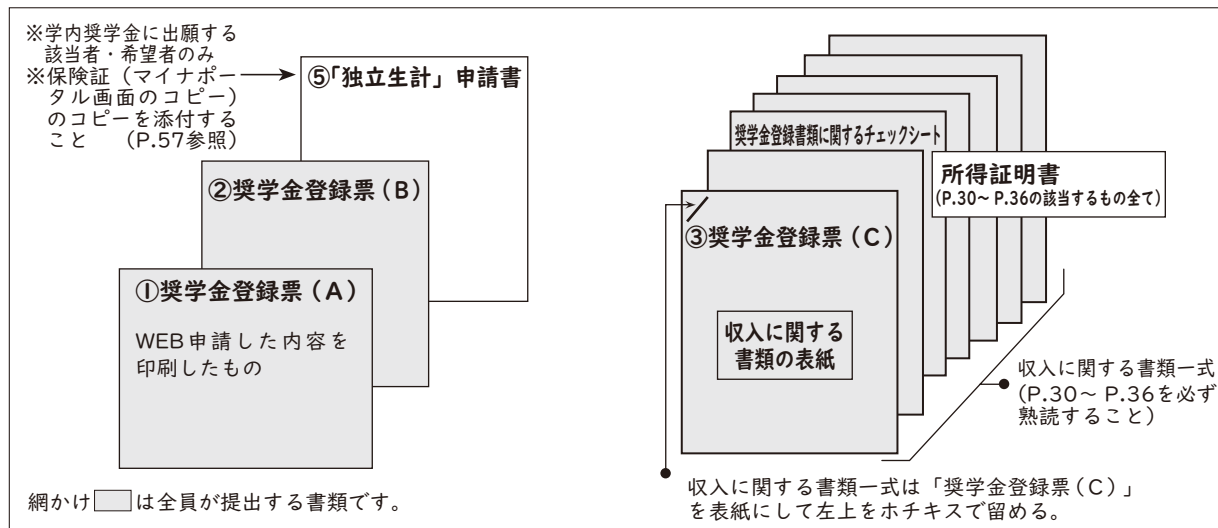 ※学内奨学金に出願する
該当者・希望者のみ
※保険証（マイナポー
タル画面のコピー）
のコピーを添付する
こと　（P.57参照）
⑤「独立生計」申請書
②奨学金登録票（B）
①奨学金登録票（A）
WEB申請した内容を
印刷したもの
網かけ　は全員が提出する書類です。
奨学金登録書類に関するチェックシート
所得証明書
(P.30～P.36の該当するもの全て)
③奨学金登録票（C）
収入に関する
書類の表紙
収入に関する書類一式
(P.30～P.36を必ず
熟読すること)
収入に関する書類一式は「奨学金登録票（C）」
を表紙にして左上をホチキスで留める。